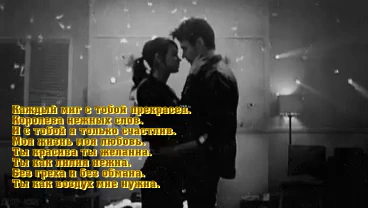 Каждый миг с тобой прекрасен.
Королева нежных слов.
И с тобой я только счастлив.
Моя жизнь моя любовь.
Ты красива ты желанна.
Ты как лилия нежна.
Без греха и без обмана.
Ты как воздух мне нужна.